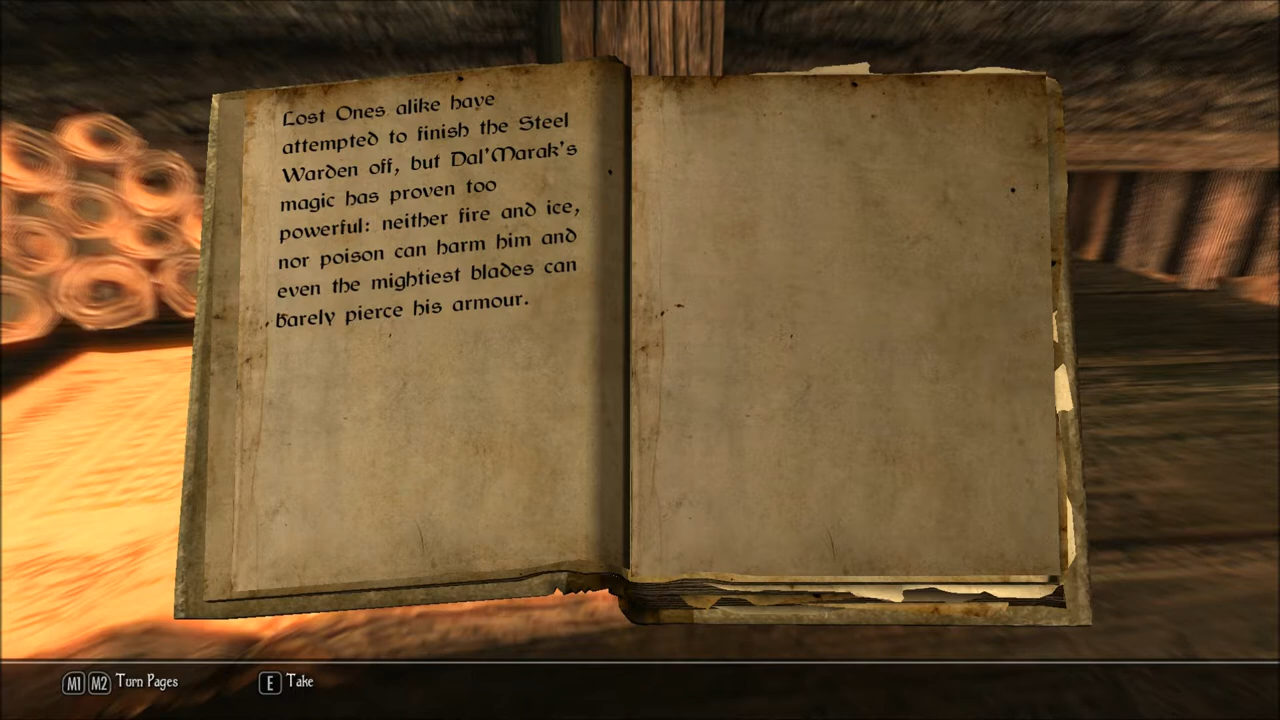 Lost Ones alike have
attempted to finish the Steel
Warden off, but Dal'Marak's
magic has proven too
powerful: neither fire and ice,
nor poison can harm him and
even the mightiest blades can
barely pierce his armour.
M1 M2 Turn Pages
E Take